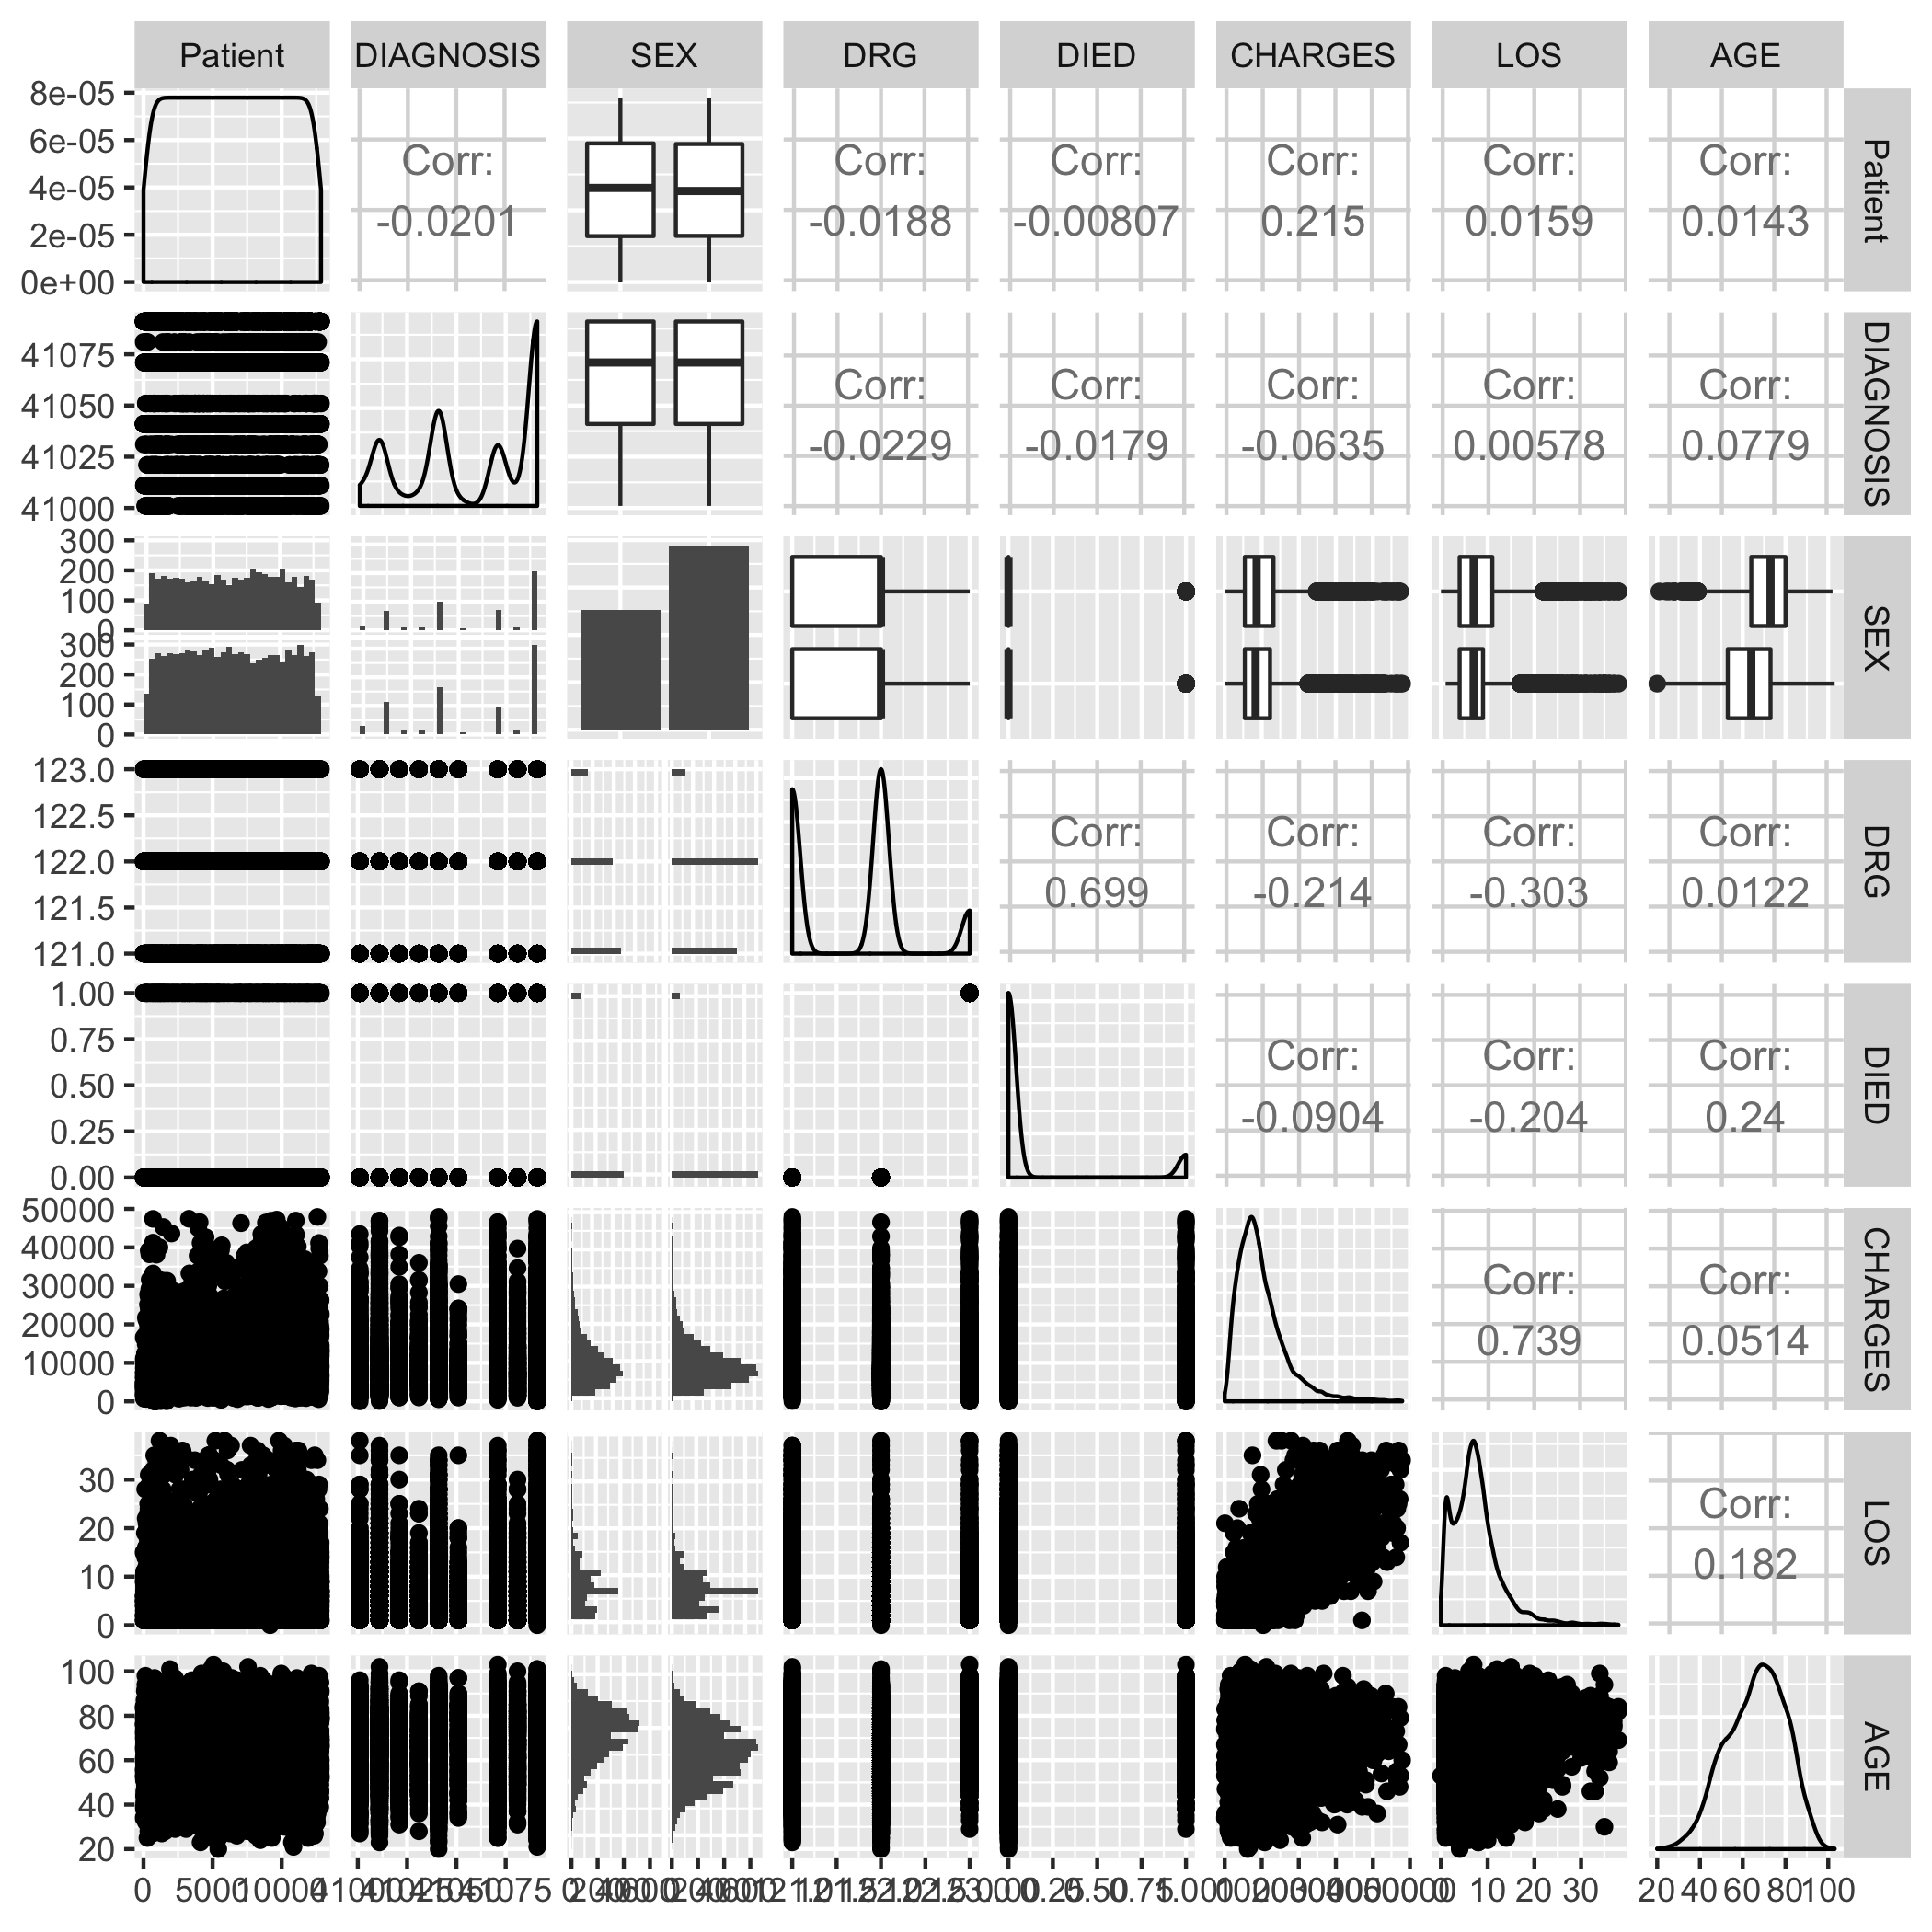 Patient DIAGNOSIS SEX DRG DIED CHARGES LOS AGE
8e-05
6e-05
4e-05
2e-05
0e+00
Corr:
-0.0201
Corr:
-0.0188
Corr:
-0.00807
Corr:
0.215
Corr:
0.0159
Corr:
0.0143
Patient
41075
41050
41025
41000
Corr:
-0.0229
Corr:
-0.0179
Corr:
-0.0635
Corr:
0.00578
Corr:
0.0779
DIAGNOSIS
300
200
100
0
300
200
100
0
SEX
123.0
122.5
122.0
121.5
121.0
Corr:
0.699
Corr:
-0.214
Corr:
-0.303
Corr:
0.0122
DRG
1.00
0.75
0.50
0.25
0.00
Corr:
-0.0904
Corr:
-0.204
Corr:
0.24
DIED
50000
40000
30000
20000
10000
0
Corr:
0.739
Corr:
0.0514
CHARGES
30
20
10
0
Corr:
0.182
LOS
100
80
60
40
20
AGE
0 5000 10000
10 20 30
20 40 60 80 100